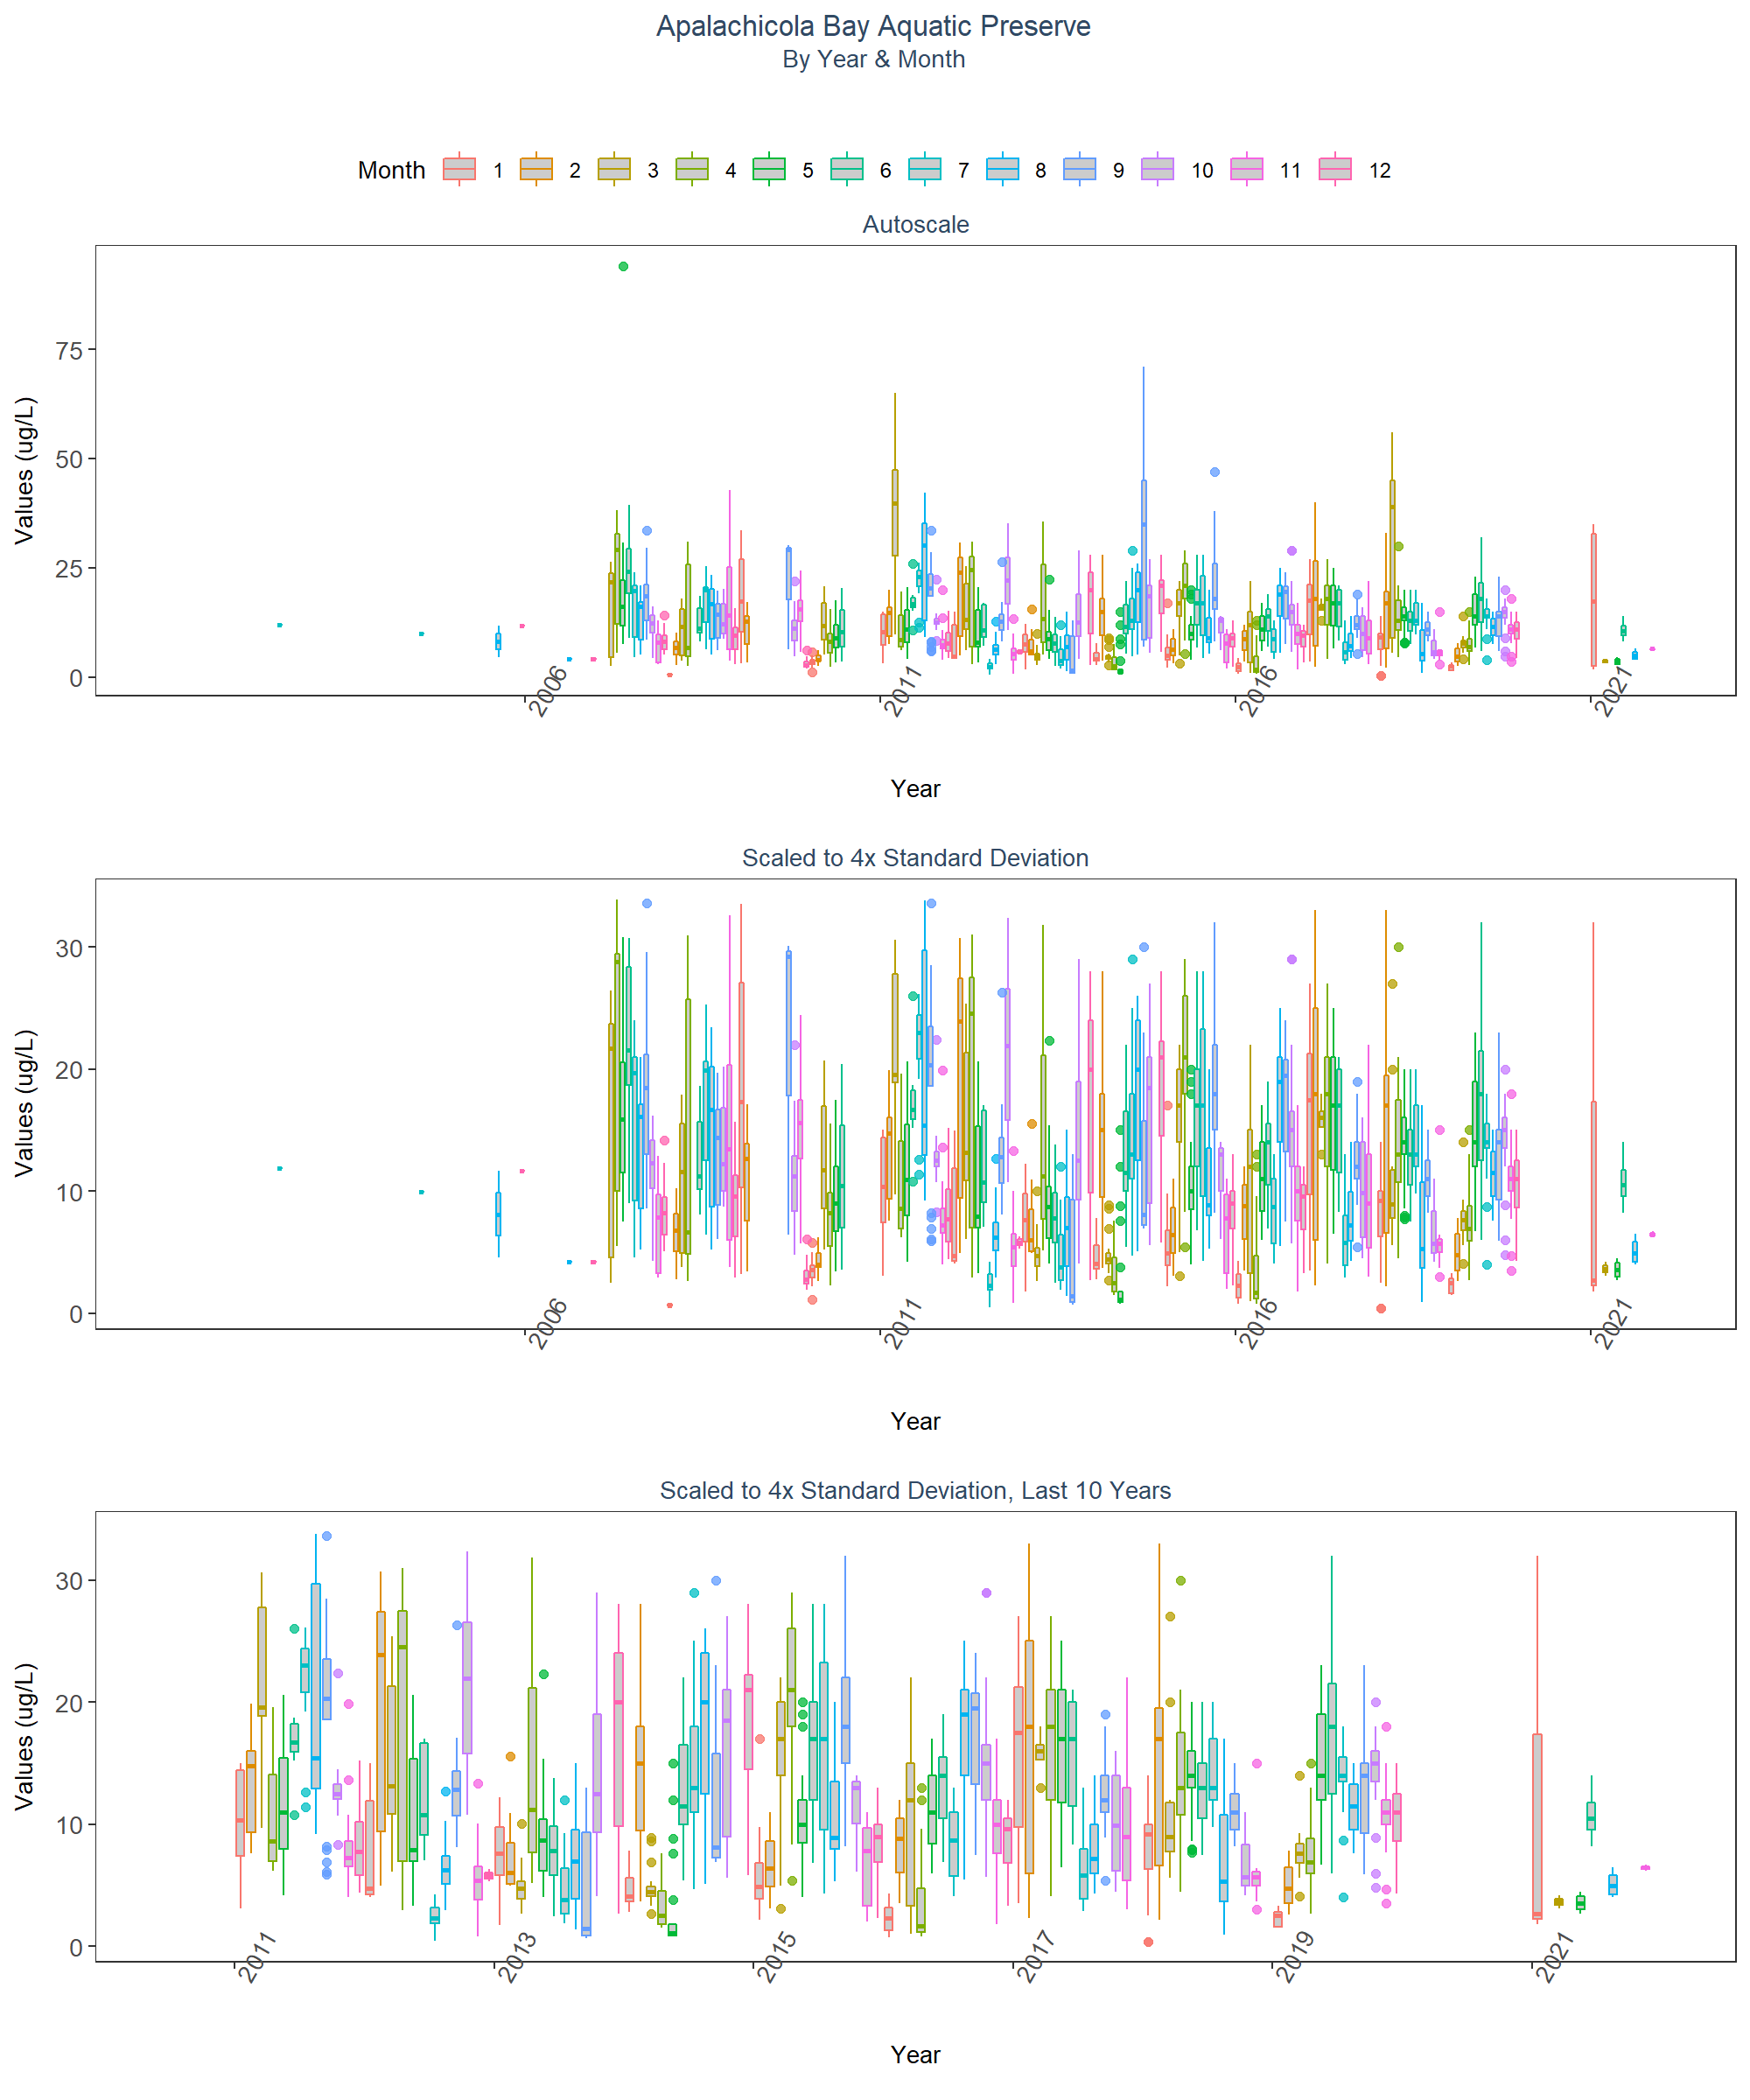 Apalachicola Bay Aquatic Preserve
By Year & Month
Month 1 2 3 4 5 6 7 8 9 10 11 12
Autoscale
Values (ug/L)
75
50
25
0
2006 2011 2016 2021
Year
Scaled to 4x Standard Deviation
Values (ug/L)
30
20
10
0
2006 2011 2016 2021
Year
Scaled to 4x Standard Deviation, Last 10 Years
Values (ug/L)
30
20
10
0
2011 2013 2015 2017 2019 2021
Year